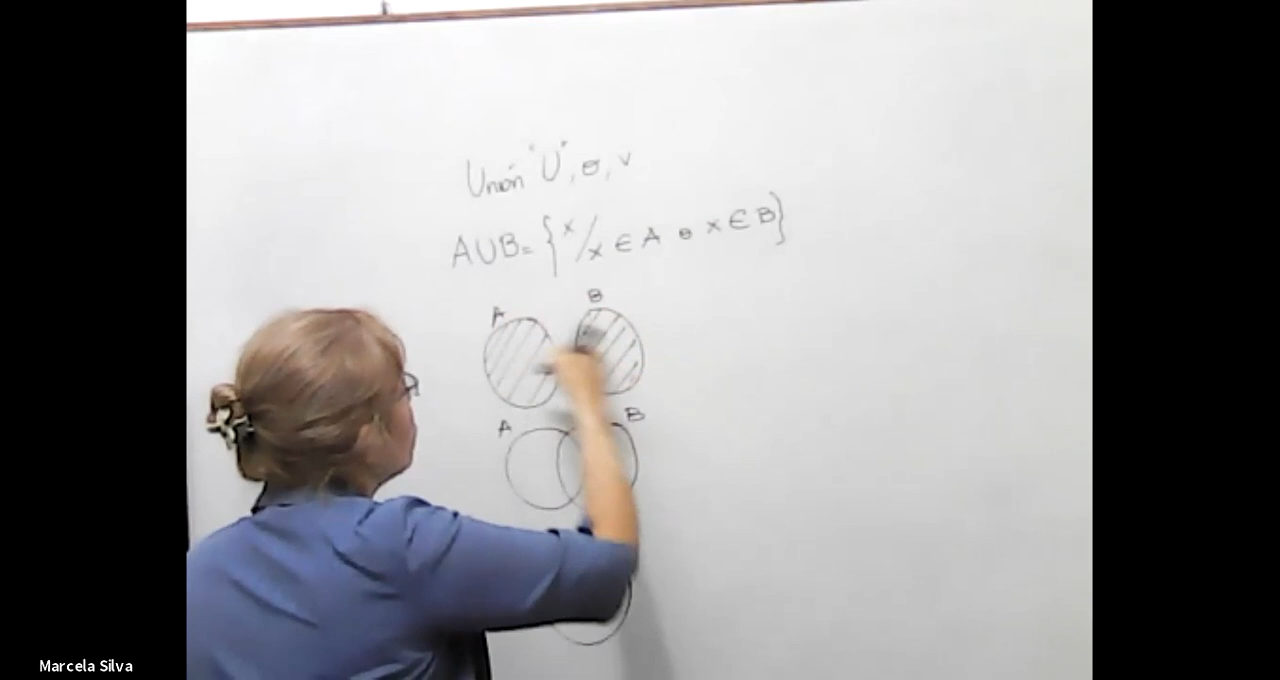 Unión "U", o, v
AUB= {x/x ∈ A o x ∈ B}
A B
A B
Marcela Silva